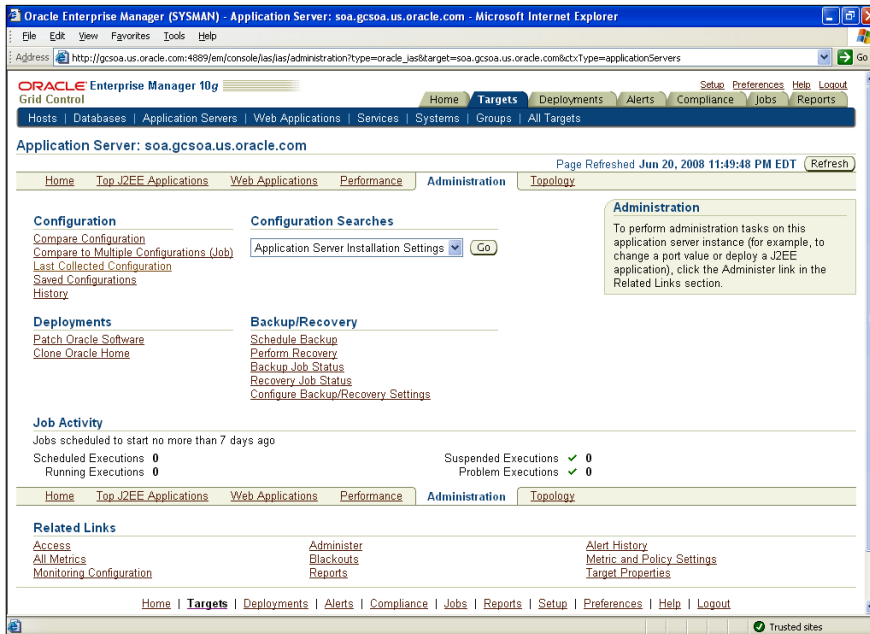 Oracle Enterprise Manager (SYSMAN) - Application Server: soa.gcsoa.us.oracle.com - Microsoft Internet Explorer
File Edit View Favorites Tools Help
Address http://gcsoa.us.oracle.com:4889/em/console/ias/ias/administration?type=oracle_ias&target=soa.gcsoa.us.oracle.com&ctxType=applicationServers Go
ORACLE Enterprise Manager 10g
Setup Preferences Help Logout
Grid Control
Home Targets Deployments Alerts Compliance Jobs Reports
Hosts | Databases | Application Servers | Web Applications | Services | Systems | Groups | All Targets
Application Server: soa.gcsoa.us.oracle.com
Page Refreshed Jun 20, 2008 11:49:48 PM EDT Refresh
Home Top J2EE Applications Web Applications Performance Administration Topology
Configuration
Compare Configuration
Compare to Multiple Configurations (Job)
Last Collected Configuration
Saved Configurations
History
Configuration Searches
Application Server Installation Settings Go
Administration
To perform administration tasks on this
application server instance (for example, to
change a port value or deploy a J2EE
application), click the Administer link in the
Related Links section.
Deployments
Patch Oracle Software
Clone Oracle Home
Backup/Recovery
Schedule Backup
Perform Recovery
Backup Job Status
Recovery Job Status
Configure Backup/Recovery Settings
Job Activity
Jobs scheduled to start no more than 7 days ago
Scheduled Executions 0
Running Executions 0
Suspended Executions ✓ 0
Problem Executions ✓ 0
Home Top J2EE Applications Web Applications Performance Administration Topology
Related Links
Access
All Metrics
Monitoring Configuration
Administer
Blackouts
Reports
Alert History
Metric and Policy Settings
Target Properties
Home | Targets | Deployments | Alerts | Compliance | Jobs | Reports | Setup | Preferences | Help | Logout
Trusted sites